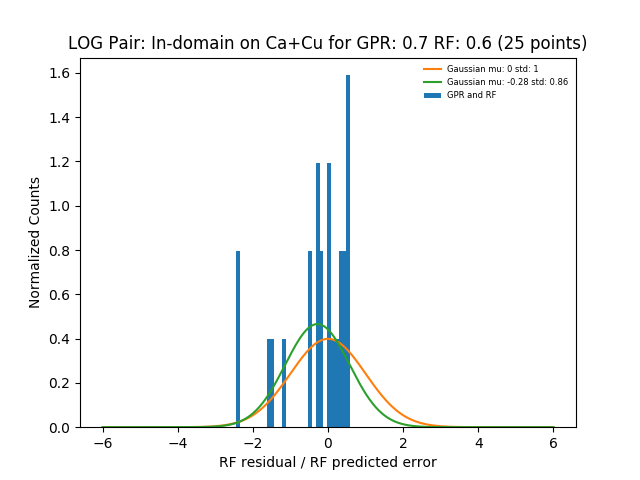 LOG Pair: In-domain on Ca+Cu for GPR: 0.7 RF: 0.6 (25 points)
Gaussian mu: 0 std: 1
Gaussian mu: -0.28 std: 0.86
GPR and RF
Normalized Counts
1.6
1.4
1.2
1.0
0.8
0.6
0.4
0.2
0.0
−6 −4 −2 0 2 4 6
RF residual / RF predicted error